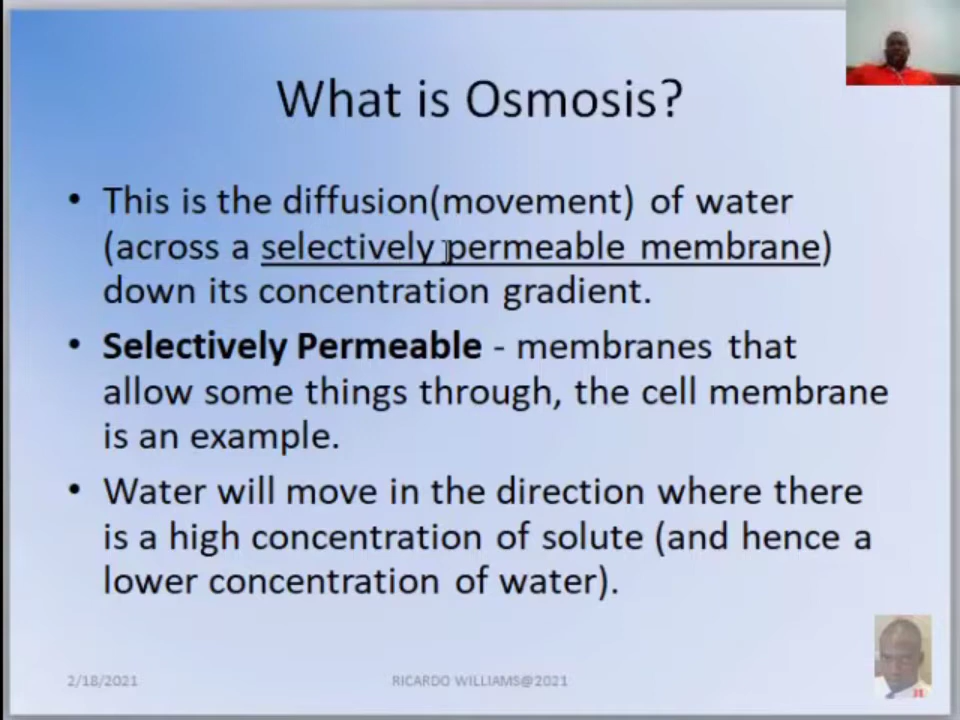 What is Osmosis?
• This is the diffusion(movement) of water
(across a selectively permeable membrane)
down its concentration gradient.
• Selectively Permeable - membranes that
allow some things through, the cell membrane
is an example.
• Water will move in the direction where there
is a high concentration of solute (and hence a
lower concentration of water).
2/18/2021
RICARDO WILLIAMS@2021